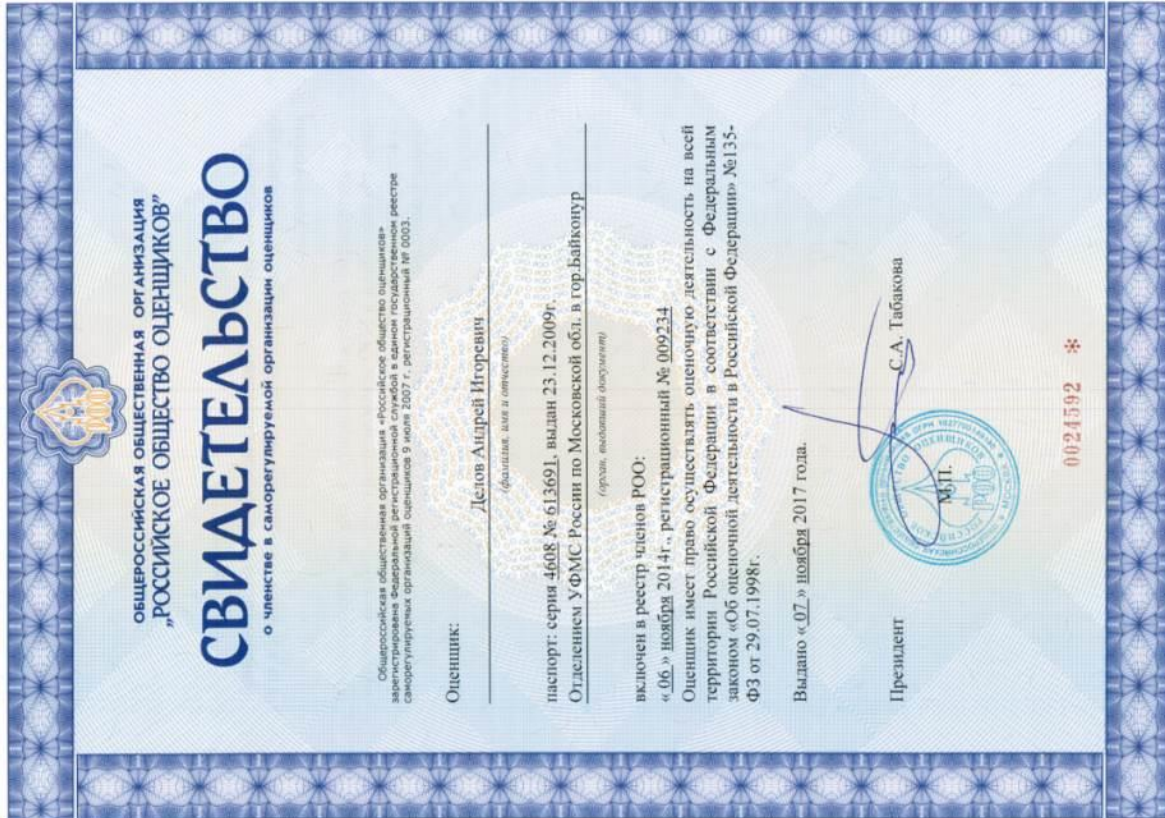 РОО
ОБЩЕРОССИЙСКАЯ ОБЩЕСТВЕННАЯ ОРГАНИЗАЦИЯ
„РОССИЙСКОЕ ОБЩЕСТВО ОЦЕНЩИКОВ”
СВИДЕТЕЛЬСТВО
о членстве в саморегулируемой организации оценщиков
Общероссийская общественная организация «Российское общество оценщиков»
зарегистрирована Федеральной регистрационной службой в едином государственном реестре
саморегулируемых организаций оценщиков 9 июля 2007 г. регистрационный № 0003.
Оценщик:
Делов Андрей Игоревич
(фамилия, имя и отчество)
паспорт: серия 4608 № 613691, выдан 23.12.2009г.
Отделением УФМС России по Московской обл. в гор.Байконур
(орган, выдавший документ)
включен в реестр членов РОО:
« 06 » ноября 2014г., регистрационный № 009234
Оценщик имеет право осуществлять оценочную деятельность на всей
территории Российской Федерации в соответствии с Федеральным
законом «Об оценочной деятельности в Российской Федерации» №135-
ФЗ от 29.07.1998г.
Выдано « 07 » ноября 2017 года.
Президент С.А. Табакова
М.П.
РОО
0024592 *